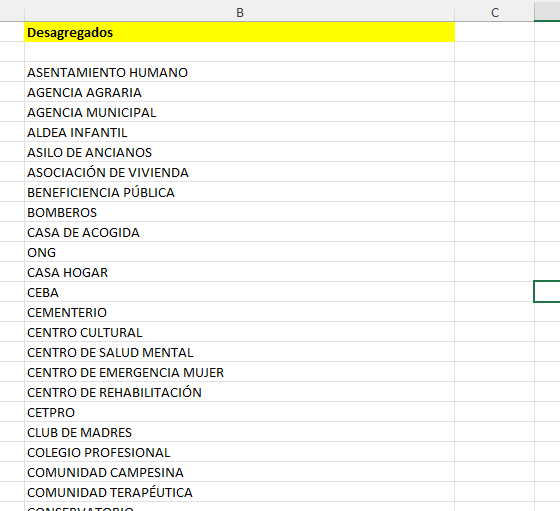 B
C
Desagregados
ASENTAMIENTO HUMANO
AGENCIA AGRARIA
AGENCIA MUNICIPAL
ALDEA INFANTIL
ASILO DE ANCIANOS
ASOCIACIÓN DE VIVIENDA
BENEFICIENCIA PÚBLICA
BOMBEROS
CASA DE ACOGIDA
ONG
CASA HOGAR
CEBA
CEMENTERIO
CENTRO CULTURAL
CENTRO DE SALUD MENTAL
CENTRO DE EMERGENCIA MUJER
CENTRO DE REHABILITACIÓN
CETPRO
CLUB DE MADRES
COLEGIO PROFESIONAL
COMUNIDAD CAMPESINA
COMUNIDAD TERAPÉUTICA
CONSERVATORIO